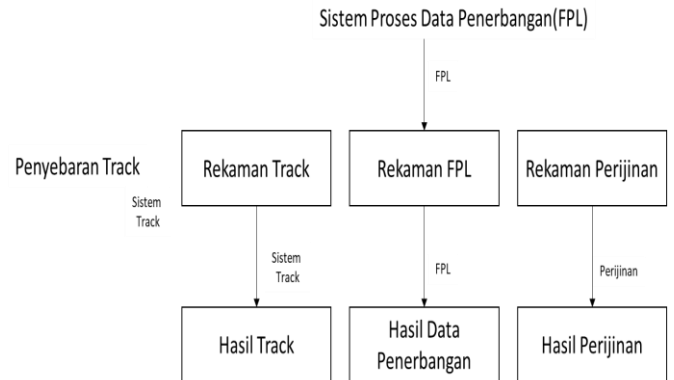 Sistem Proses Data Penerbangan(FPL)
FPL
Penyebaran Track
Rekaman Track
Rekaman FPL
Rekaman Perijinan
Sistem
Track
Sistem
Track
FPL
Perijinan
Hasil Track
Hasil Data
Penerbangan
Hasil Perijinan